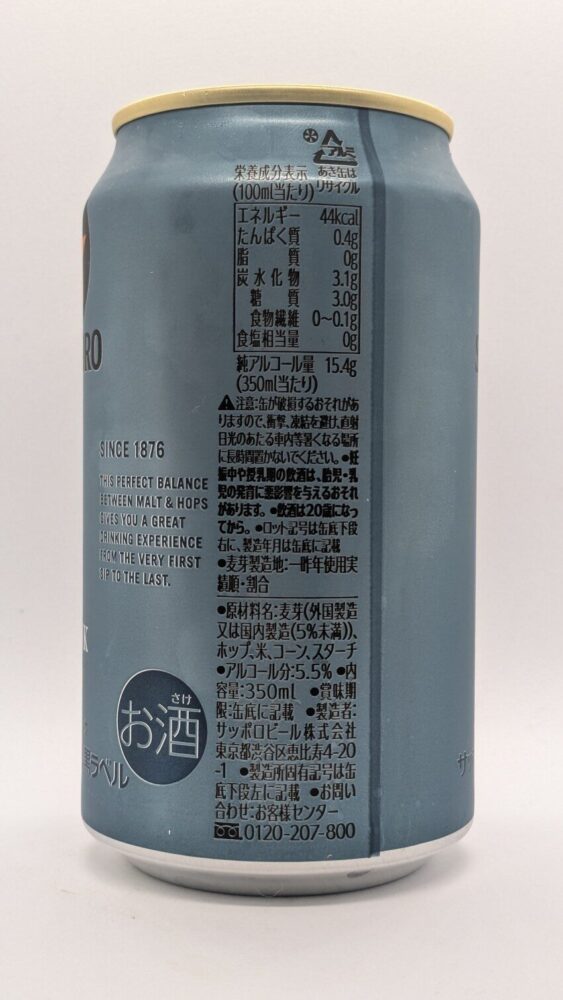 アルミ
あき缶は
リサイクル
栄養成分表示
(100ml当たり)
エネルギー 44kcal
たんぱく質 0.4g
脂質 0g
炭水化物 3.1g
糖質 3.0g
食物繊維 0〜0.1g
食塩相当量 0g
純アルコール量 15.4g
(350ml当たり)
⚠注意:缶が破損するおそれがあ
りますので、衝撃、凍結を避け、直射
日光のあたる車内等暑くなる場所
に長時間置かないでください。●妊
娠中や授乳期の飲酒は、胎児・乳
児の発育に悪影響を与えるおそれ
があります。●飲酒は20歳になっ
てから。●ロット記号は缶底下段
右に、製造年月は缶底に記載
●麦芽製造地:一昨年使用実
績順・割合
●原材料名:麦芽(外国製造
又は国内製造(5%未満))、
ホップ、米、コーン、スターチ
●アルコール分:5.5% ●内
容量:350ml ●賞味期
限:缶底に記載 ●製造者:
サッポロビール株式会社
東京都渋谷区恵比寿4-20
-1 ●製造所固有記号は缶
底下段左に記載 ●お問い
合わせ:お客様センター
0120-207-800
RO
SINCE 1876
THIS PERFECT BALANCE
BETWEEN MALT & HOPS
GIVES YOU A GREAT
DRINKING EXPERIENCE
FROM THE VERY FIRST
SIP TO THE LAST.
さけ
お酒
ラベル
サッ